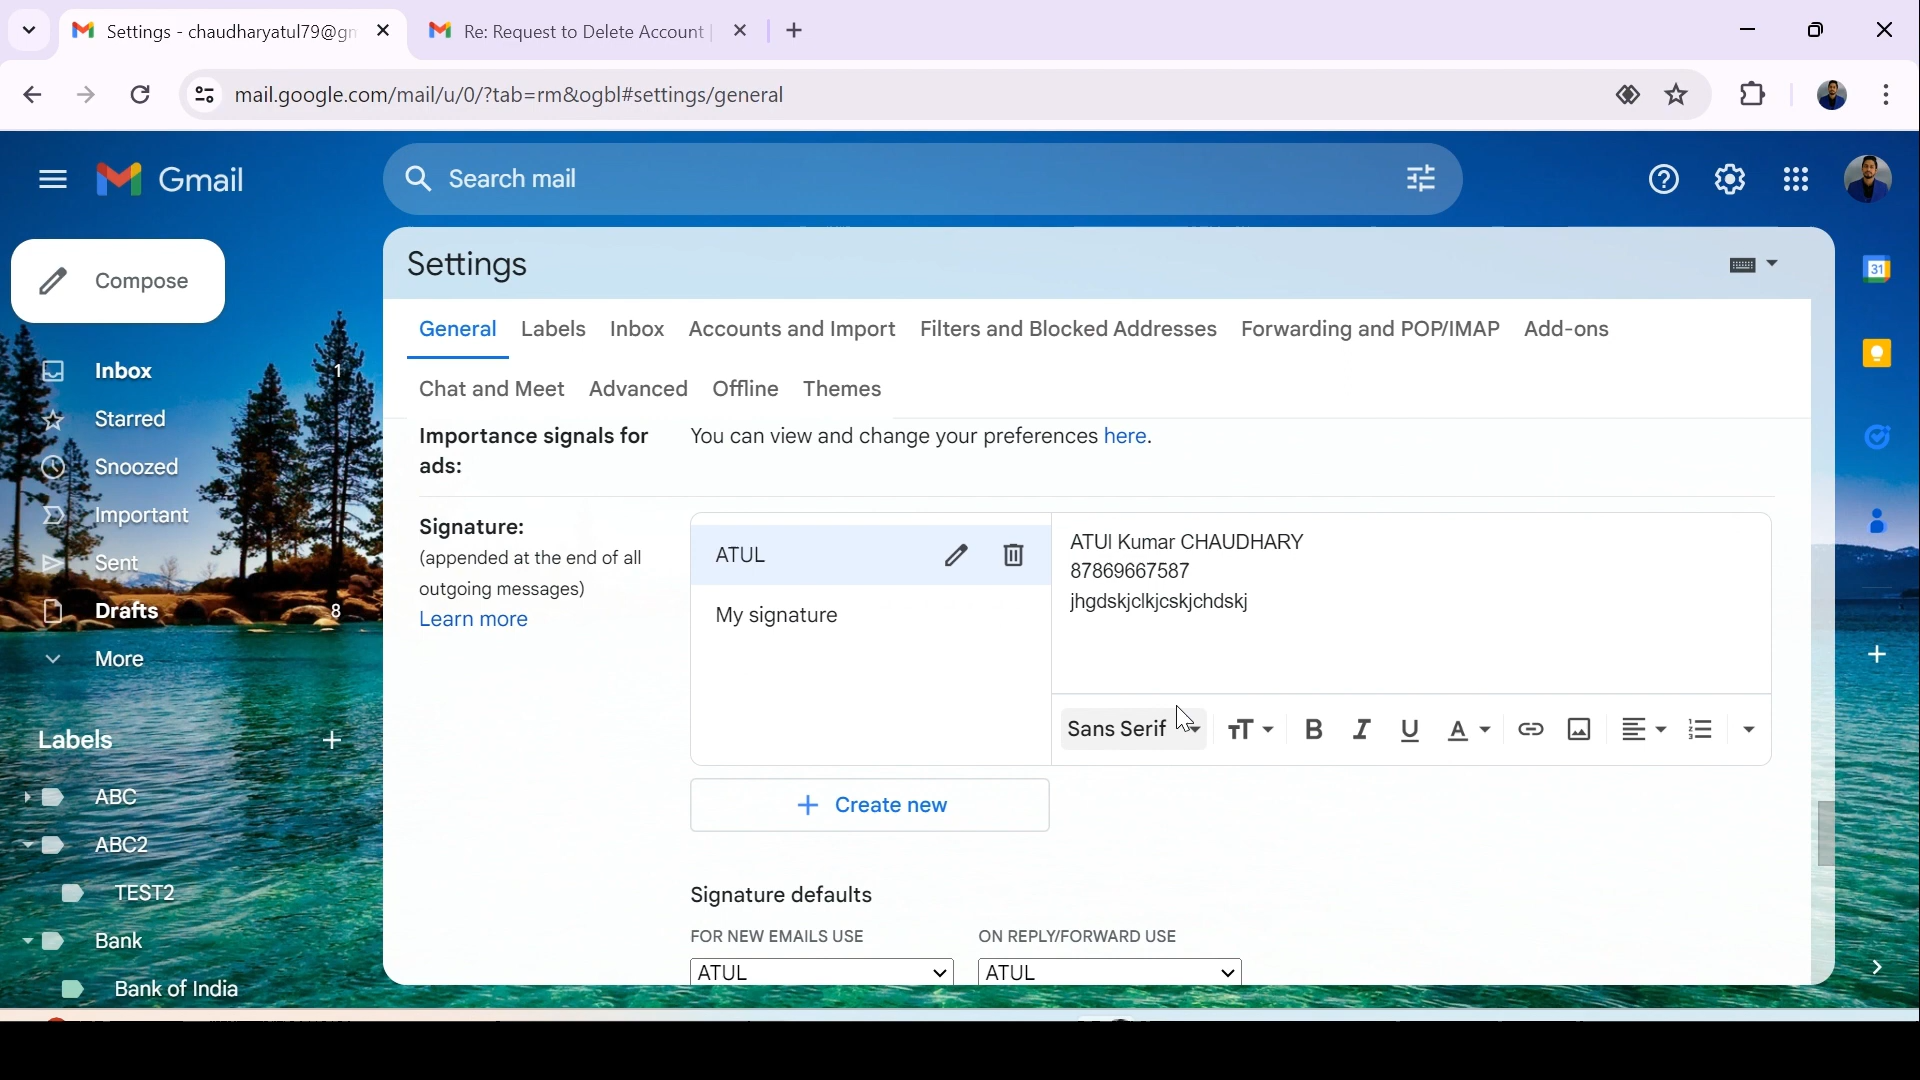 Settings - chaudharyatul79@gm
Re: Request to Delete Account
mail.google.com/mail/u/0/?tab=rm&ogbl#settings/general
Gmail
Search mail
Compose
Inbox 1
Starred
Snoozed
Important
Sent
Drafts 8
More
Labels
ABC
ABC2
TEST2
Bank
Bank of India
Settings
General Labels Inbox Accounts and Import Filters and Blocked Addresses Forwarding and POP/IMAP Add-ons
Chat and Meet Advanced Offline Themes
Importance signals for
ads:
You can view and change your preferences here.
Signature:
(appended at the end of all
outgoing messages)
Learn more
ATUL
My signature
ATUl Kumar CHAUDHARY
87869667587
jhgdskjclkjcskjchdskj
Sans Serif
Create new
Signature defaults
FOR NEW EMAILS USE
ATUL
ON REPLY/FORWARD USE
ATUL
31